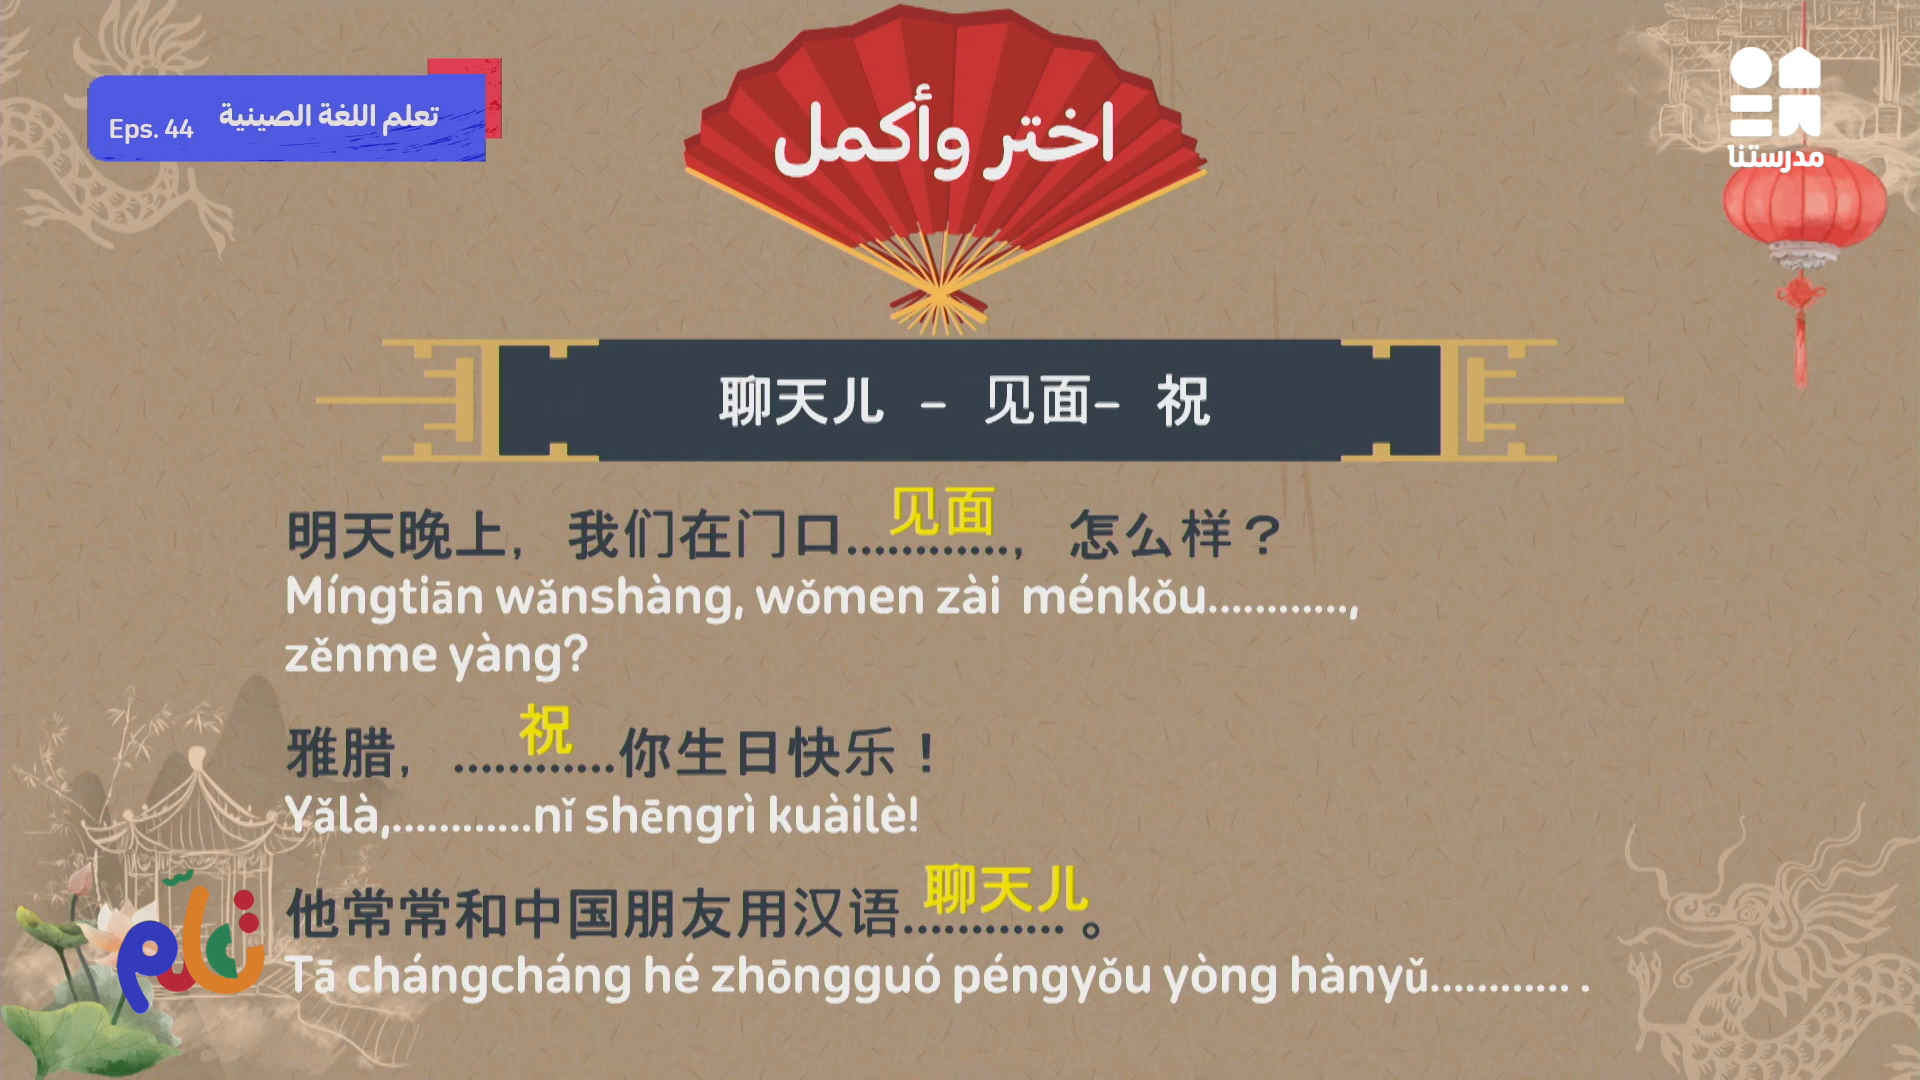 تعلم اللغة الصينية
Eps. 44
اختر وأكمل
مدرستنا
聊天儿 - 见面- 祝
见面
明天晚上，我们在门口............，怎么样？
Míngtiān wǎnshàng, wǒmen zài ménkǒu............,
zěnme yàng?
祝
雅腊，............你生日快乐！
Yǎlà,............nǐ shēngrì kuàilè!
聊天儿
他常常和中国朋友用汉语............。
Tā chángcháng hé zhōngguó péngyǒu yòng hànyǔ............ .